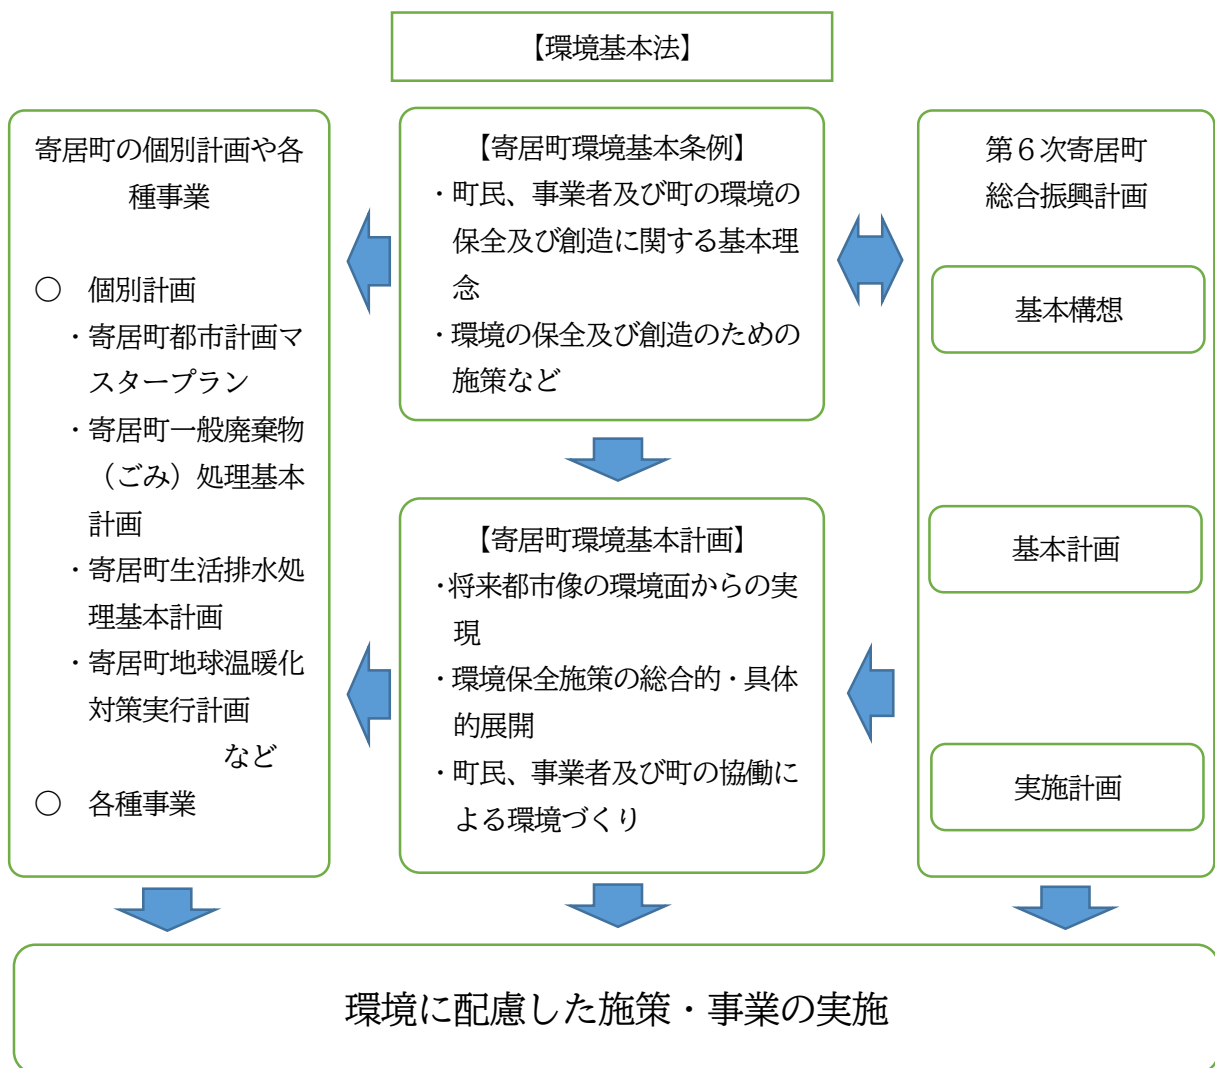 【環境基本法】
寄居町の個別計画や各
種事業
○　個別計画
・寄居町都市計画マ
スタープラン
・寄居町一般廃棄物
（ごみ）処理基本
計画
・寄居町生活排水処
理基本計画
・寄居町地球温暖化
対策実行計画
など
○　各種事業
【寄居町環境基本条例】
・町民、事業者及び町の環境の
保全及び創造に関する基本理
念
・環境の保全及び創造のための
施策など
【寄居町環境基本計画】
・将来都市像の環境面からの実
現
・環境保全施策の総合的・具体
的展開
・町民、事業者及び町の協働に
よる環境づくり
第６次寄居町
総合振興計画
基本構想
基本計画
実施計画
環境に配慮した施策・事業の実施